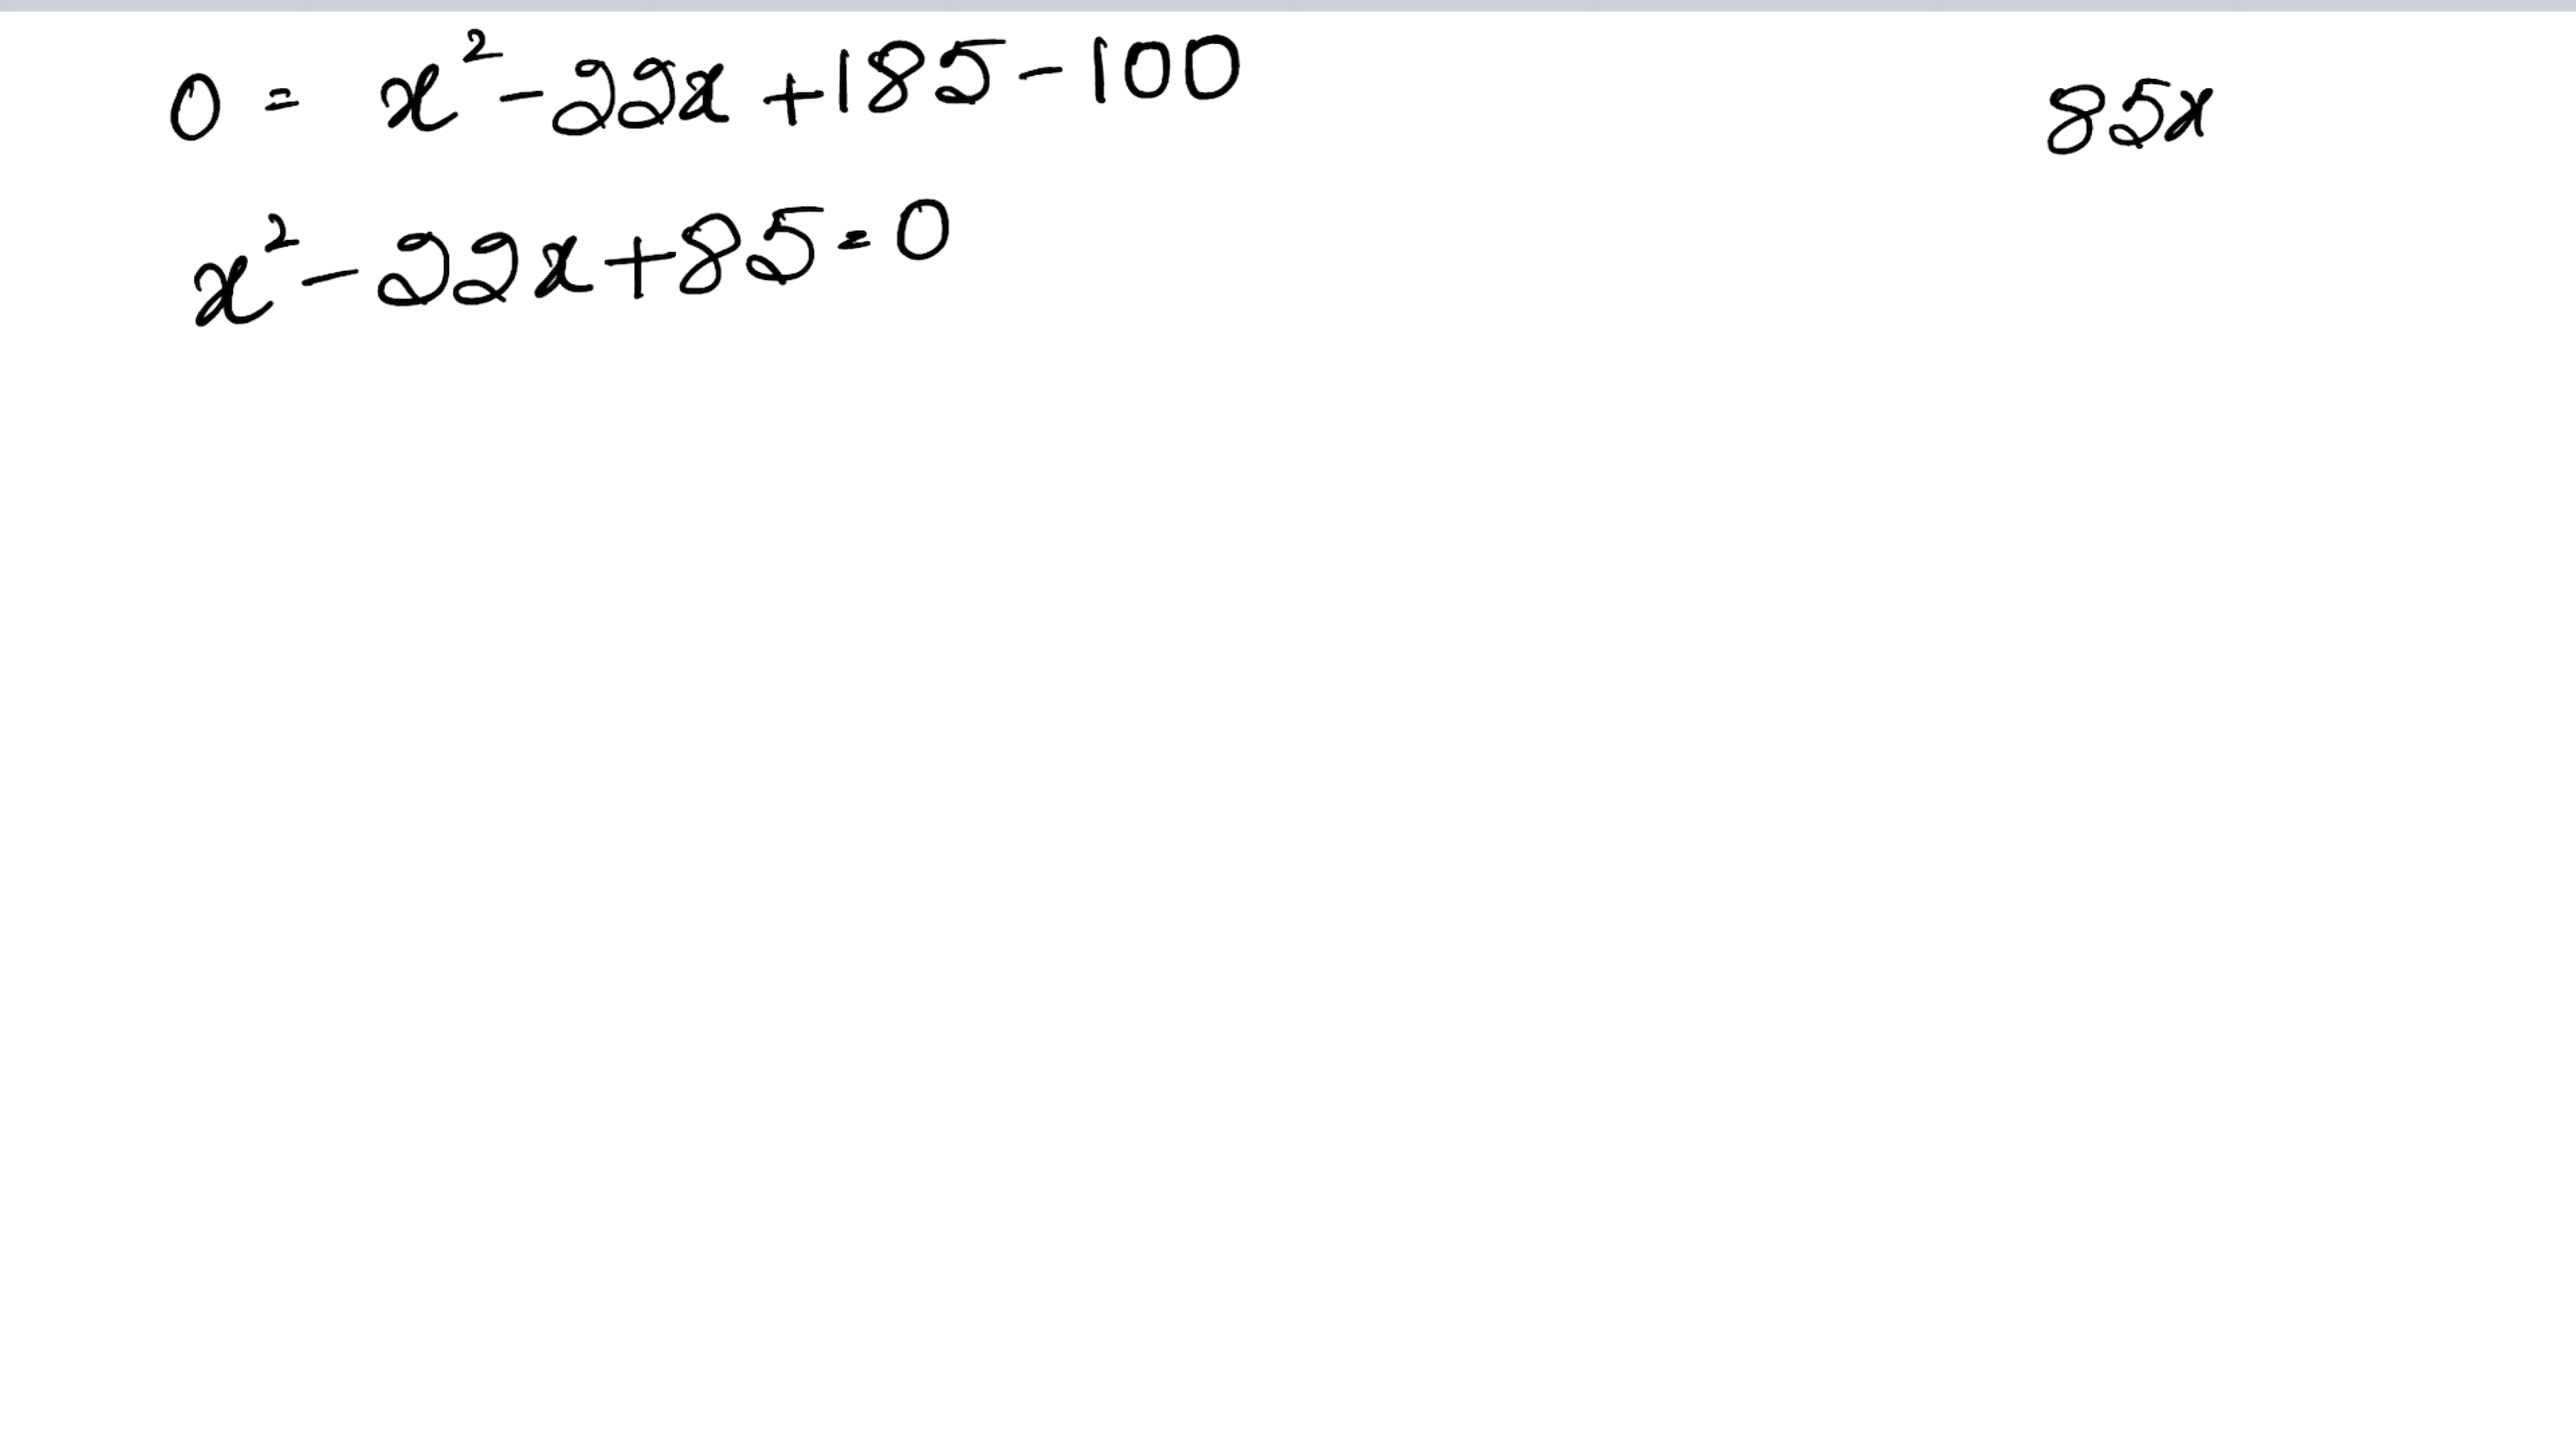 0 = x² - 22x + 185 - 100
85x
x² - 22x + 85 = 0